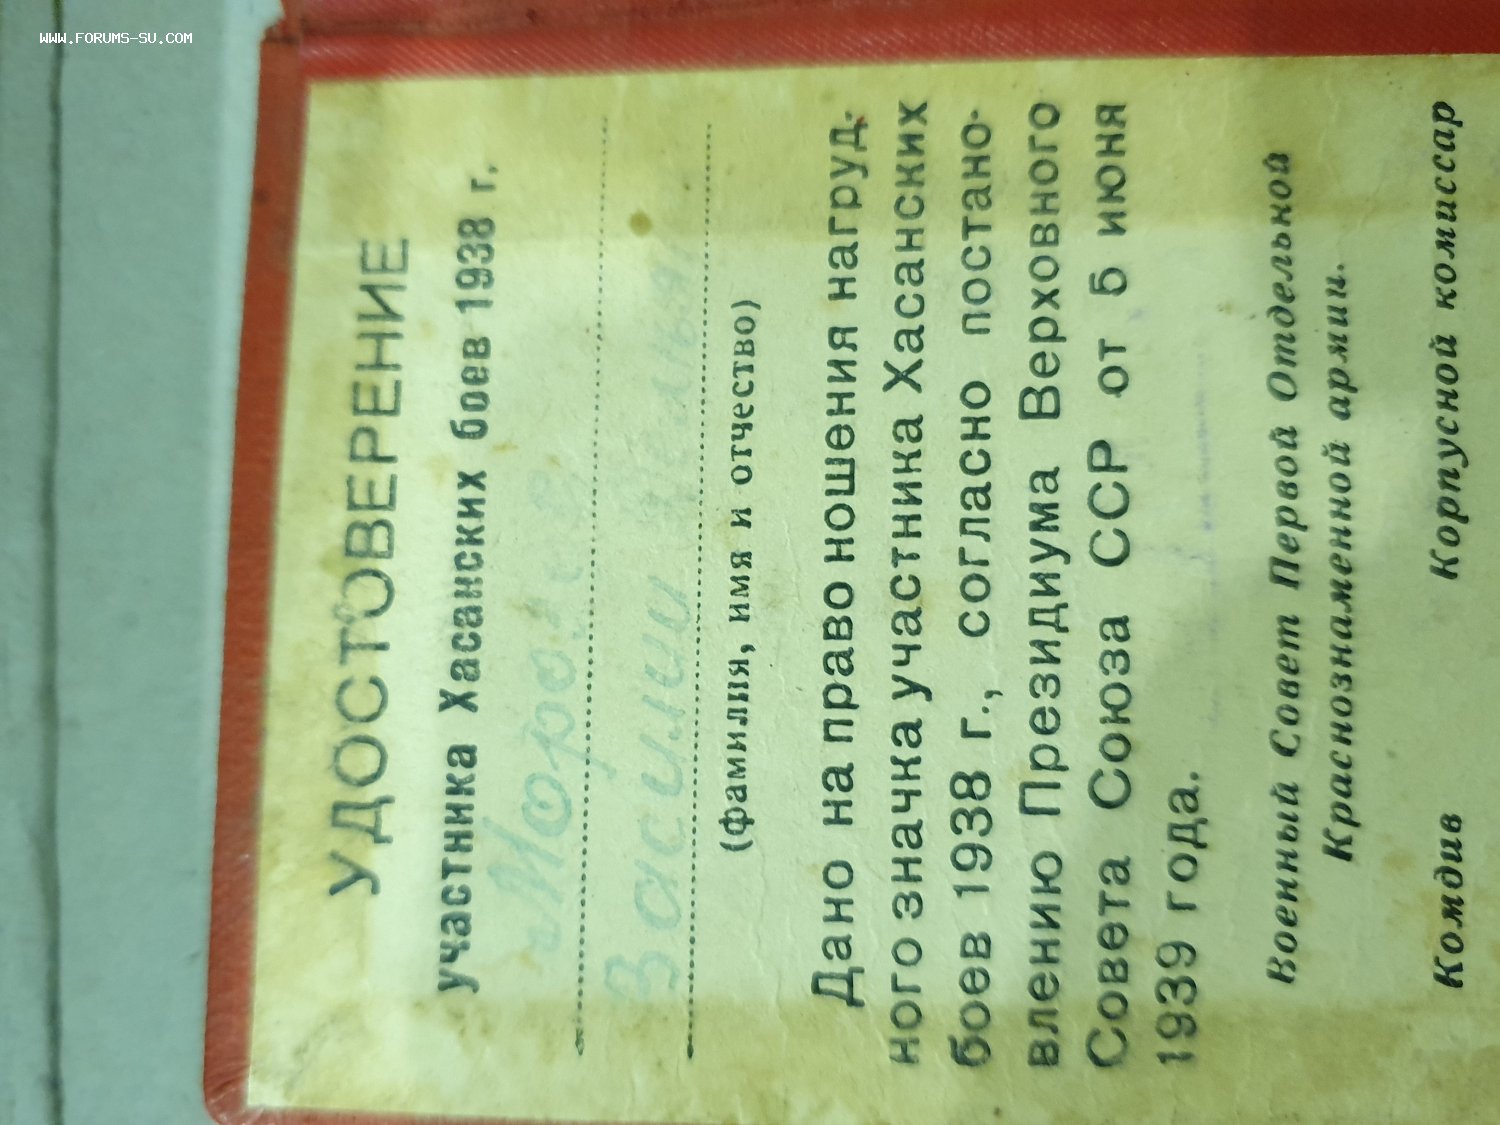 WWW.FORUMS-SU.COM
УДОСТОВЕРЕНИЕ
участника Хасанских боев 1938 г.
(фамилия, имя и отчество)
Дано на право ношения нагруд-
ного значка участника Хасанских
боев 1938 г., согласно постано-
влению Президиума Верховного
Совета Союза ССР от 5 июня
1939 года.
Военный Совет Первой Отдельной
Краснознаменной армии.
Комдив Корпусной комиссар